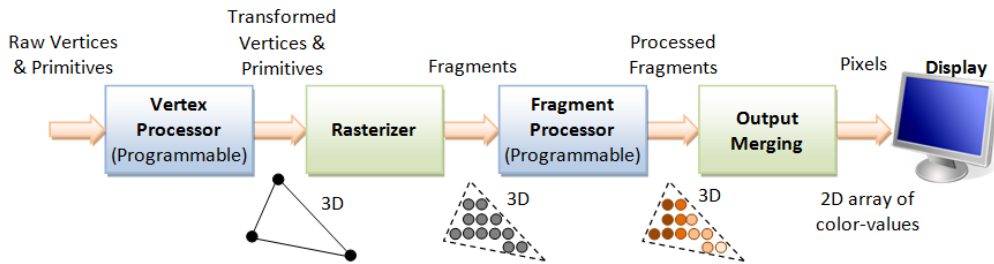 Raw Vertices
& Primitives
Transformed
Vertices &
Primitives
Fragments
Processed
Fragments
Pixels
Display
Vertex
Processor
(Programmable)
Rasterizer
Fragment
Processor
(Programmable)
Output
Merging
3D
3D
3D
2D array of
color-values